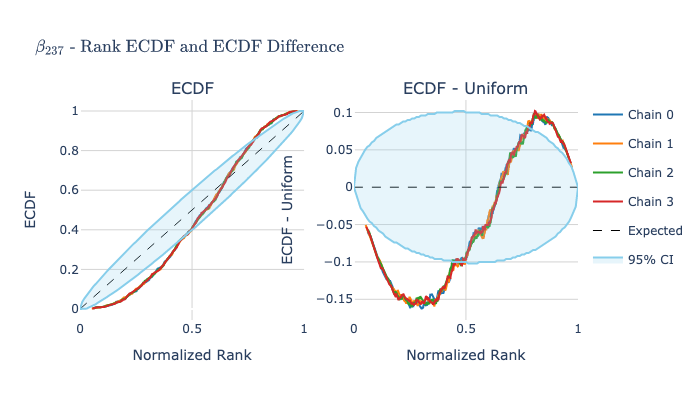 β237 - Rank ECDF and ECDF Difference
ECDF
ECDF - Uniform
ECDF
1
0.8
0.6
0.4
0.2
0
0
0.5
1
Normalized Rank
ECDF - Uniform
0.1
0.05
0
−0.05
−0.1
−0.15
0
0.5
1
Normalized Rank
Chain 0
Chain 1
Chain 2
Chain 3
Expected
95% CI